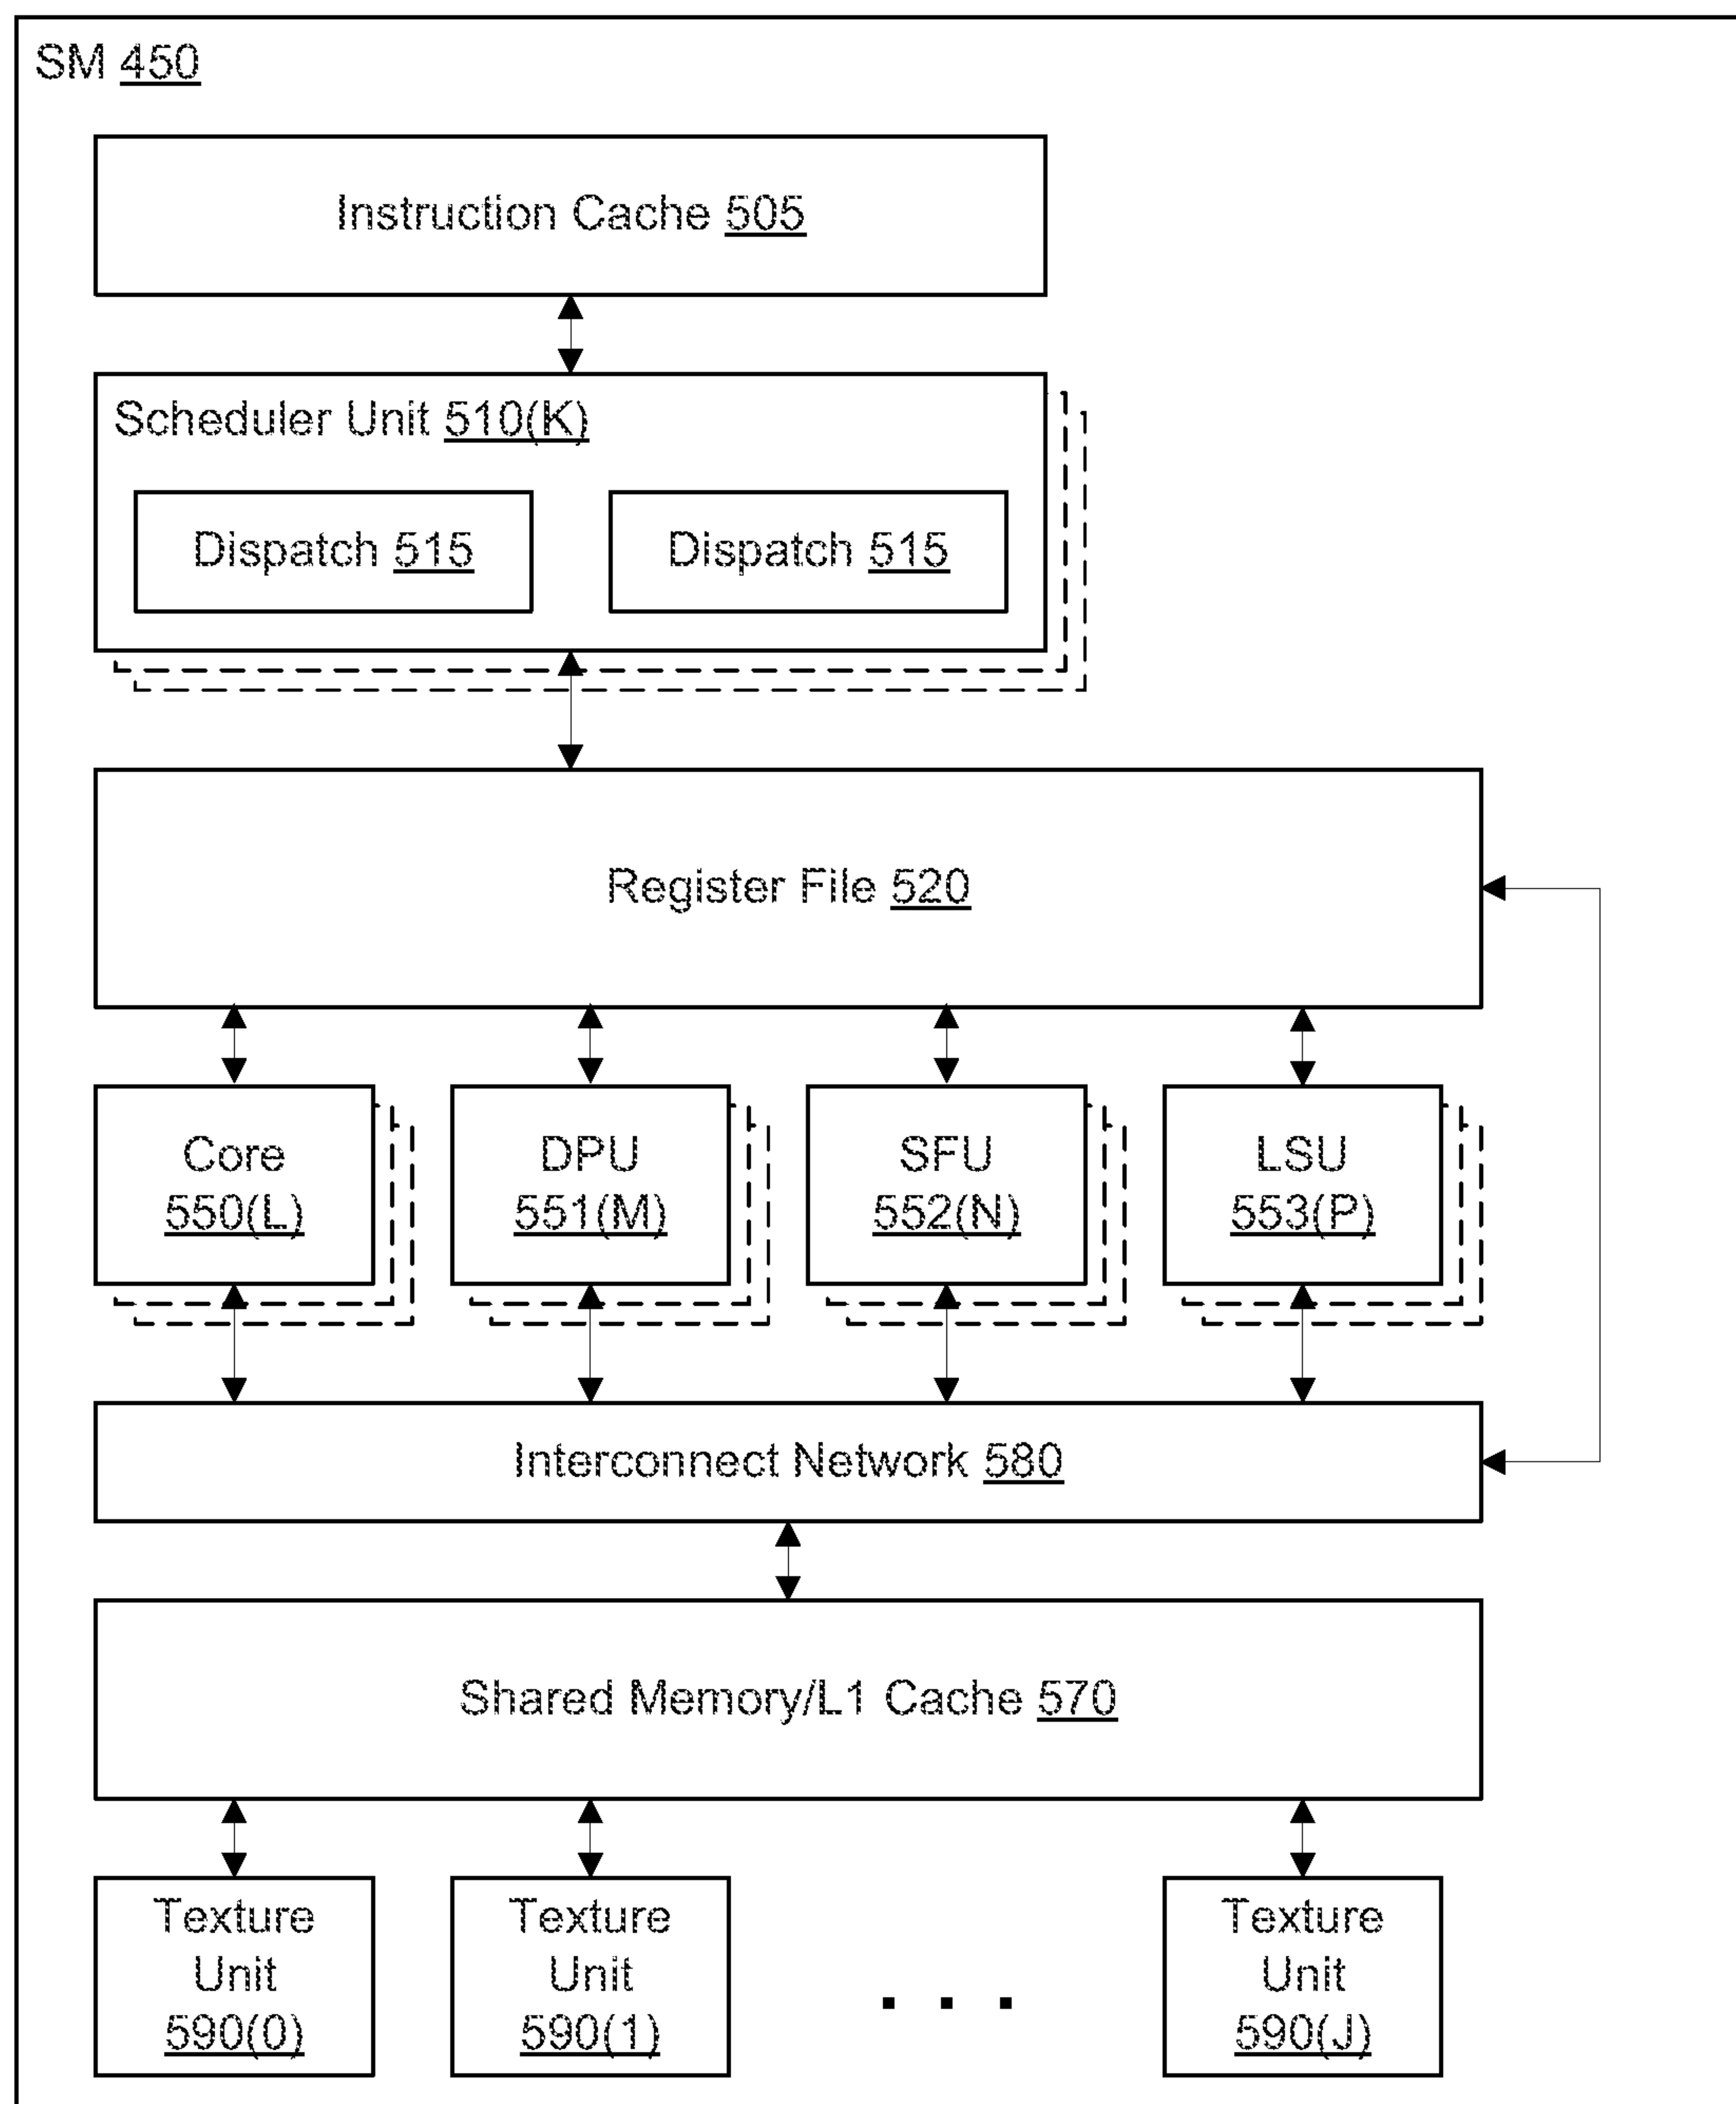 SM 450
Instruction Cache 505
Scheduler Unit 510(K)
Dispatch 515
Dispatch 515
Register File 520
Core
550(L)
DPU
551(M)
SFU
552(N)
LSU
553(P)
Interconnect Network 580
Shared Memory/L1 Cache 570
Texture
Unit
590(0)
Texture
Unit
590(1)
. . .
Texture
Unit
590(J)